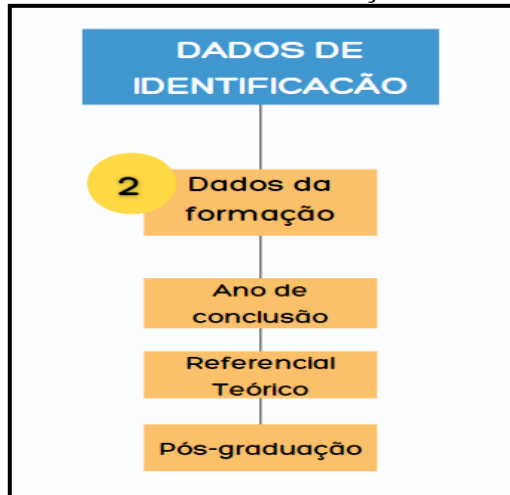 DADOS DE
IDENTIFICACÃO
2
Dados da
formação
Ano de
conclusão
Referencial
Teórico
Pós-graduação